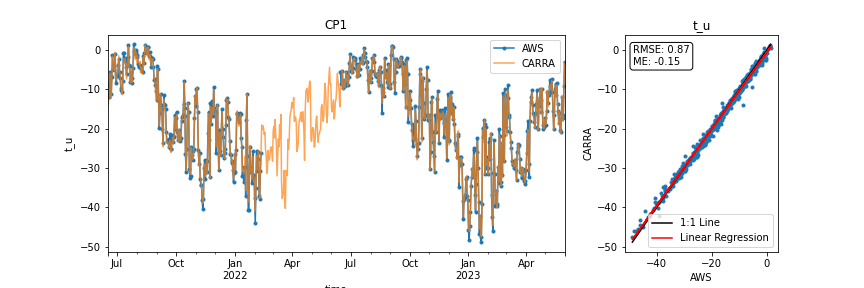 CP1
t_u
0
−10
−20
−30
−40
−50
Jul
Oct
Jan
2022
Apr
Jul
Oct
Jan
2023
Apr
time
AWS
CARRA
t_u
CARRA
0
−10
−20
−30
−40
−50
RMSE: 0.87
ME: -0.15
1:1 Line
Linear Regression
−40
−20
0
AWS